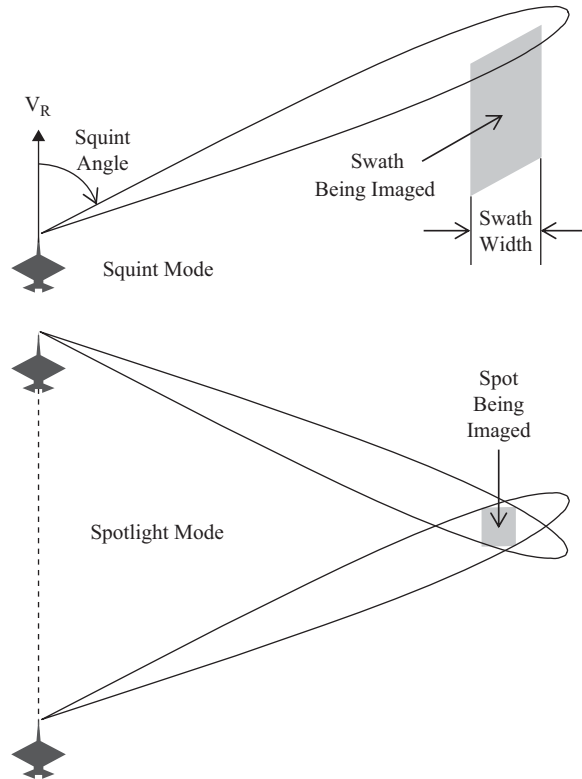 V_R
Squint
Angle
Swath
Being Imaged
Swath
Width
Squint Mode
Spot
Being
Imaged
Spotlight Mode